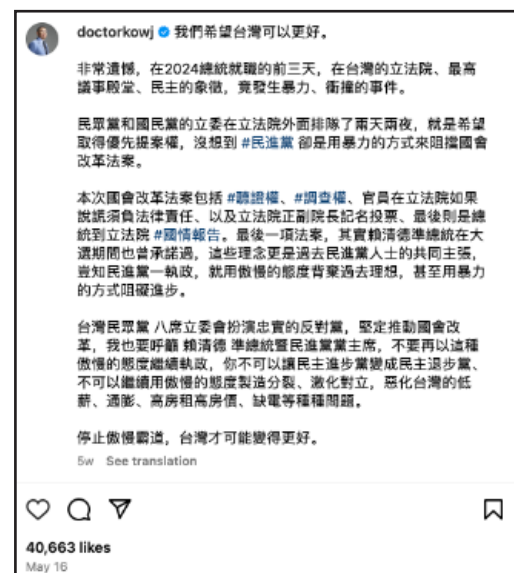 doctorkowj 我們希望台灣可以更好。
非常遺憾，在2024總統就職的前三天，在台灣的立法院、最高
議事殿堂、民主的象徵，竟發生暴力、衝撞的事件。
民眾黨和國民黨的立委在立法院外面排隊了兩天兩夜，就是希望
取得優先提案權，沒想到 #民進黨 卻是用暴力的方式來阻擋國會
改革法案。
本次國會改革法案包括 #聽證權、#調查權、官員在立法院如果
說謊須負法律責任、以及立法院正副院長記名投票、最後則是總
統到立法院 #國情報告。最後一項法案，其實賴清德準總統在大
選期間也曾承諾過，這些理念更是過去民進黨人士的共同主張，
豈知民進黨一執政，就用傲慢的態度背棄過去理想，甚至用暴力
的方式阻礙進步。
台灣民眾黨 八席立委會扮演忠實的反對黨，堅定推動國會改
革，我也要呼籲 賴清德 準總統暨民進黨黨主席，不要再以這種
傲慢的態度繼續執政，你不可以讓民主進步黨變成民主退步黨、
不可以繼續用傲慢的態度製造分裂、激化對立，惡化台灣的低
薪、通膨、高房租高房價、缺電等種種問題。
停止傲慢霸道，台灣才可能變得更好。
5w See translation
40,663 likes
May 16